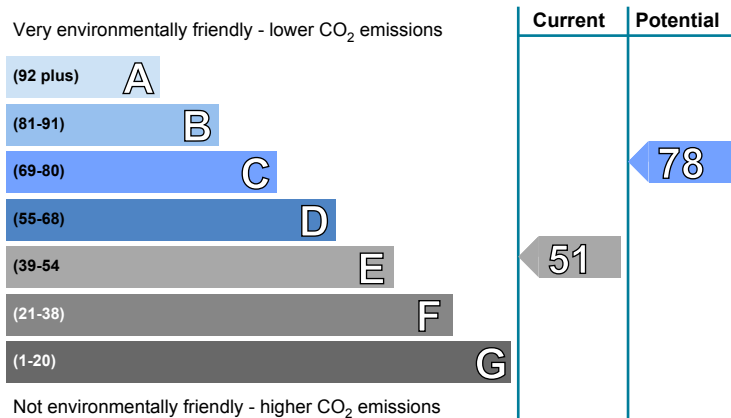 Very environmentally friendly - lower CO₂ emissions
Current
Potential
(92 plus) A
(81-91) B
(69-80) C
78
(55-68) D
(39-54 E
51
(21-38) F
(1-20) G
Not environmentally friendly - higher CO₂ emissions